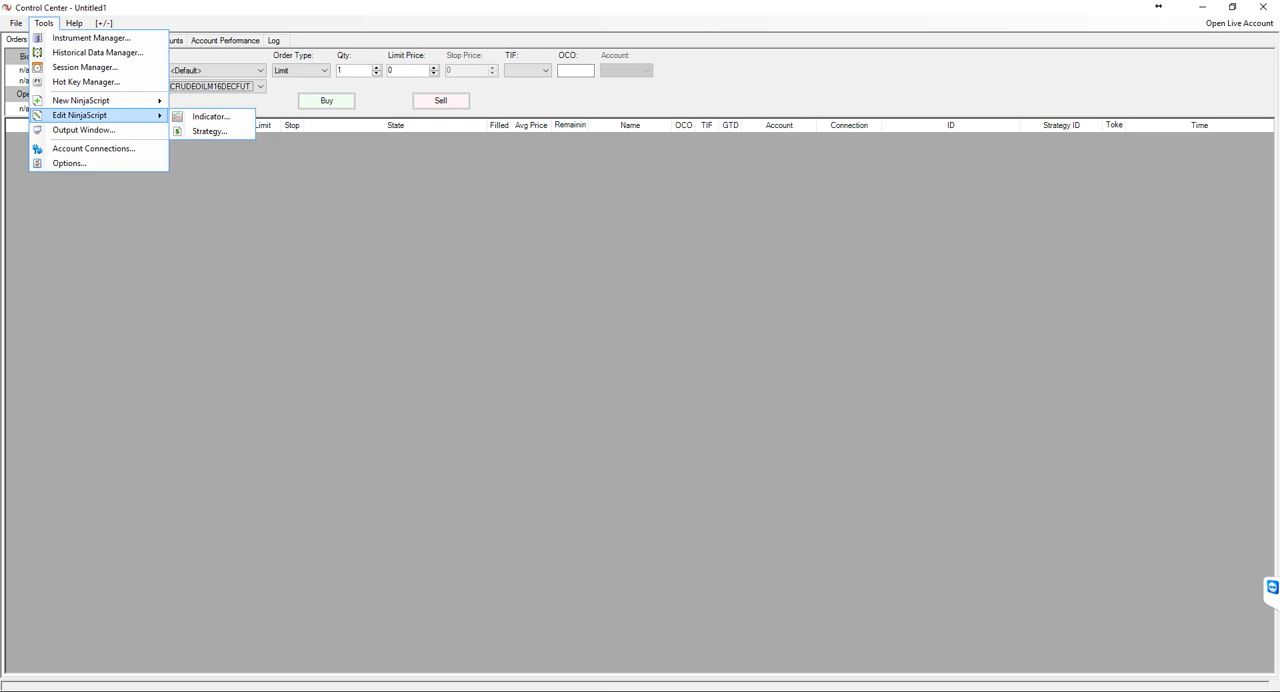 Control Center - Untitled1
File Tools Help [+/-] Open Live Account
Orders unts Account Performance Log
Instrument Manager...
Historical Data Manager...
Session Manager...
Hot Key Manager...
New NinjaScript
Edit NinjaScript
Output Window...
Account Connections...
Options...
Indicator...
Strategy...
Order Type: Qty: Limit Price: Stop Price: TIF: OCO: Account:
n/a <Default> Limit 1 0 0
n/a CRUDEOILM16DECFUT
Ope Buy Sell
n/a
imit Stop State Filled Avg Price Remainin Name OCO TIF GTD Account Connection ID Strategy ID Toke Time